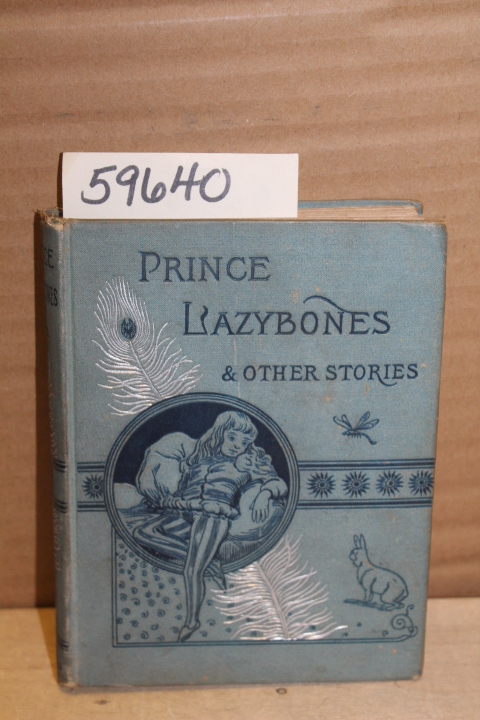 59640
PRINCE
LAZYBONES
& OTHER STORIES